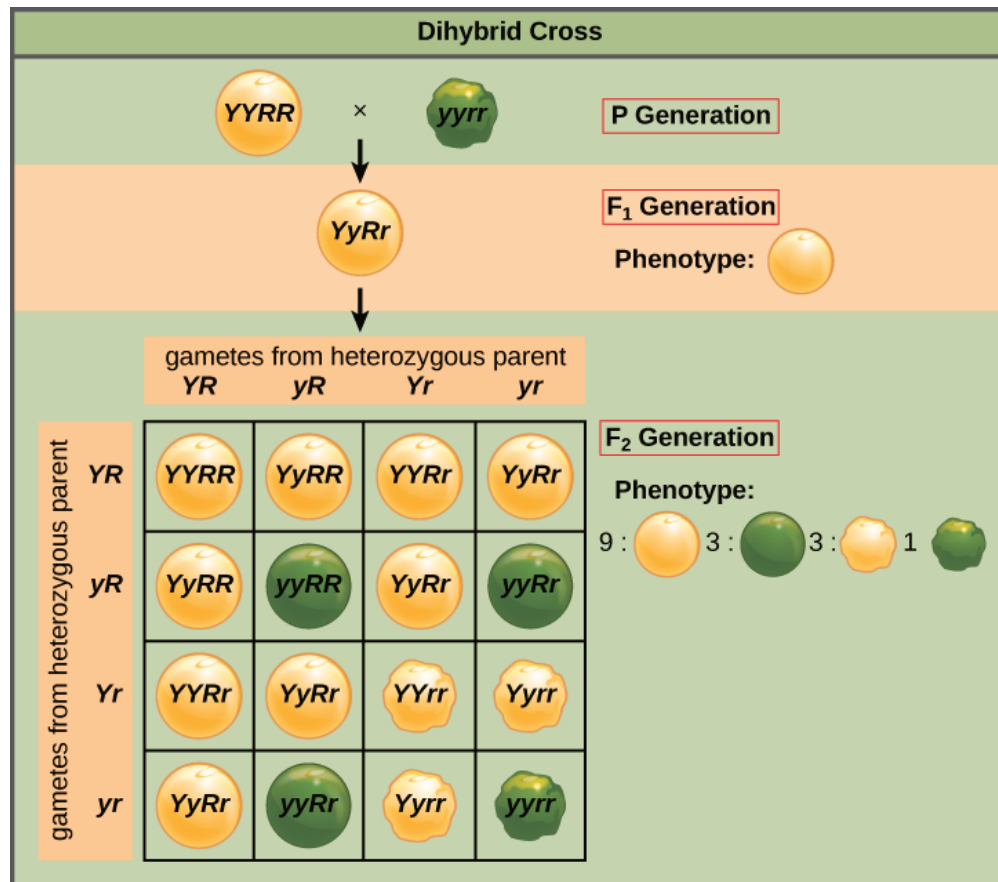 Dihybrid Cross
YYRR × yyrr
P Generation
YyRr
F₁ Generation
Phenotype:
gametes from heterozygous parent
YR yR Yr yr
gametes from heterozygous parent
YR YYRR YyRR YYRr YyRr
yR YyRR yyRR YyRr yyRr
Yr YYRr YyRr YYrr Yyrr
yr YyRr yyRr Yyrr yyrr
F₂ Generation
Phenotype:
9 : 3 : 3 : 1